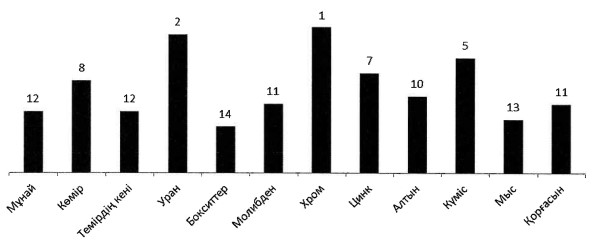 12
8
12
2
14
11
1
7
10
5
13
11
Мұнай
Көмір
Темірдің кені
Уран
Бокситтер
Молибден
Хром
Цинк
Алтын
Күміс
Мыс
Қорғасын